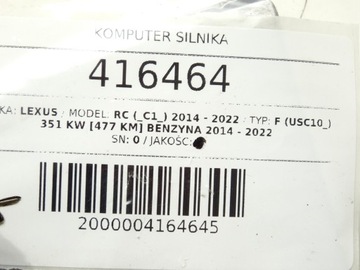 KOMPUTER SILNIKA
416464
KA: LEXUS / MODEL: RC (_C1_) 2014 - 2022 / TYP: F (USC10_)
351 KW [477 KM] BENZYNA 2014 - 2022
SN: 0 / JAKOŚĆ:
2000004164645